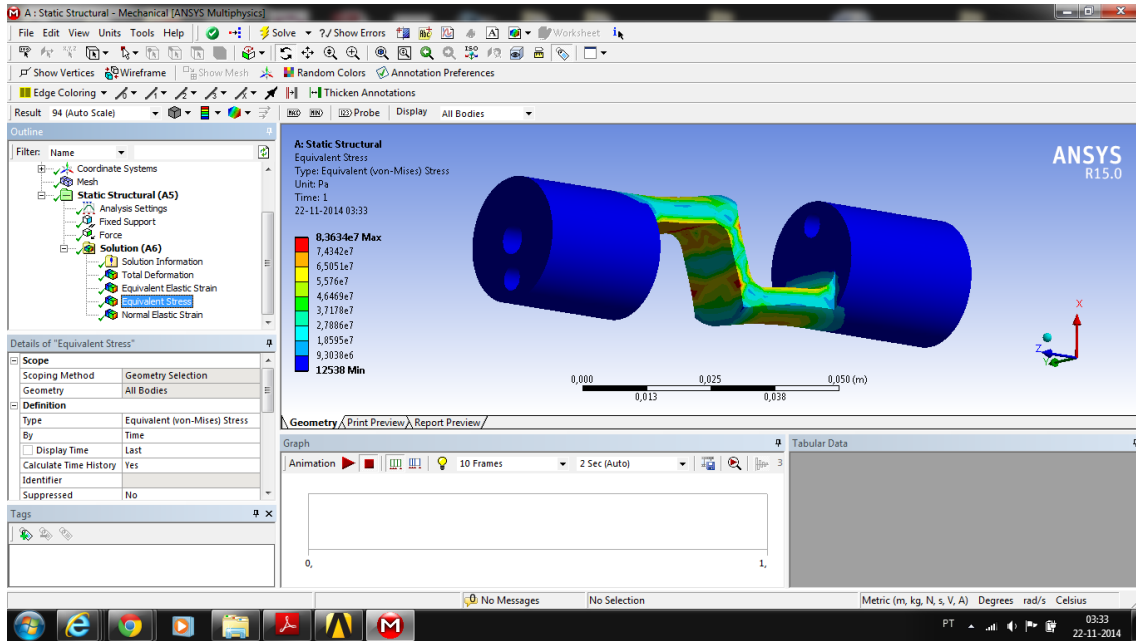 A : Static Structural - Mechanical [ANSYS Multiphysics]
File Edit View Units Tools Help Solve ?/ Show Errors A Worksheet
Show Vertices Wireframe Show Mesh Random Colors Annotation Preferences
Edge Coloring Thicken Annotations
Result 94 (Auto Scale) Probe Display All Bodies
Outline
Filter: Name
Coordinate Systems
Mesh
Static Structural (A5)
Analysis Settings
Fixed Support
Force
Solution (A6)
Solution Information
Total Deformation
Equivalent Elastic Strain
Equivalent Stress
Normal Elastic Strain
Details of "Equivalent Stress"
Scope
Scoping Method Geometry Selection
Geometry All Bodies
Definition
Type Equivalent (von-Mises) Stress
By Time
Display Time Last
Calculate Time History Yes
Identifier
Suppressed No
Tags
A: Static Structural
Equivalent Stress
Type: Equivalent (von-Mises) Stress
Unit: Pa
Time: 1
22-11-2014 03:33
8,3634e7 Max
7,4342e7
6,5051e7
5,576e7
4,6469e7
3,7178e7
2,7886e7
1,8595e7
9,3038e6
12538 Min
ANSYS
R15.0
X
Z
Y
0,000 0,025 0,050 (m)
0,013 0,038
Geometry Print Preview Report Preview
Graph
Animation 10 Frames 2 Sec (Auto) 3
0, 1,
Tabular Data
0 No Messages No Selection Metric (m, kg, N, s, V, A) Degrees rad/s Celsius
PT 03:33
22-11-2014